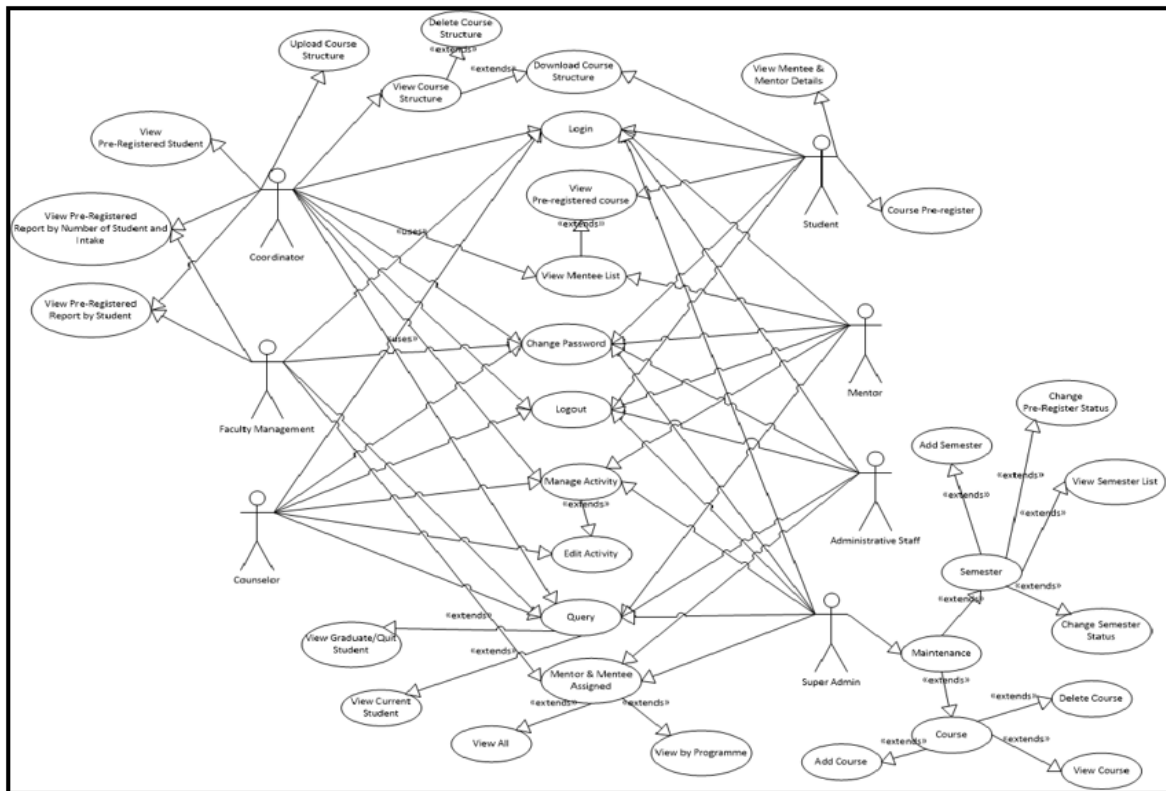 Delete Course
Structure
«extends»
Upload Course
Structure
«extends»
Download Course
Structure
View Mentee &
Mentor Details
View Course
Structure
Login
View
Pre-Registered Student
View
Pre-registered course
«extends»
Student
Course Pre-register
View Pre-Registered
Report by Number of Student and
Intake
«uses»
Coordinator
View Mentee List
View Pre-Registered
Report by Student
«uses»
Change Password
Mentor
Faculty Management
Logout
Change
Pre-Register Status
Add Semester
«extends»
«extends»
View Semester List
«extends»
Manage Activity
«extends»
Administrative Staff
Edit Activity
Counselor
Semester
«extends»
«extends»
Query
«extends»
View Graduate/Quit
Student
«extends»
Change Semester
Status
Maintenance
«extends»
Mentor & Mentee
Assigned
Super Admin
View Current
Student
«extends»
«extends»
«extends»
Delete Course
View All
View by Programme
Course
«extends»
«extends»
Add Course
View Course